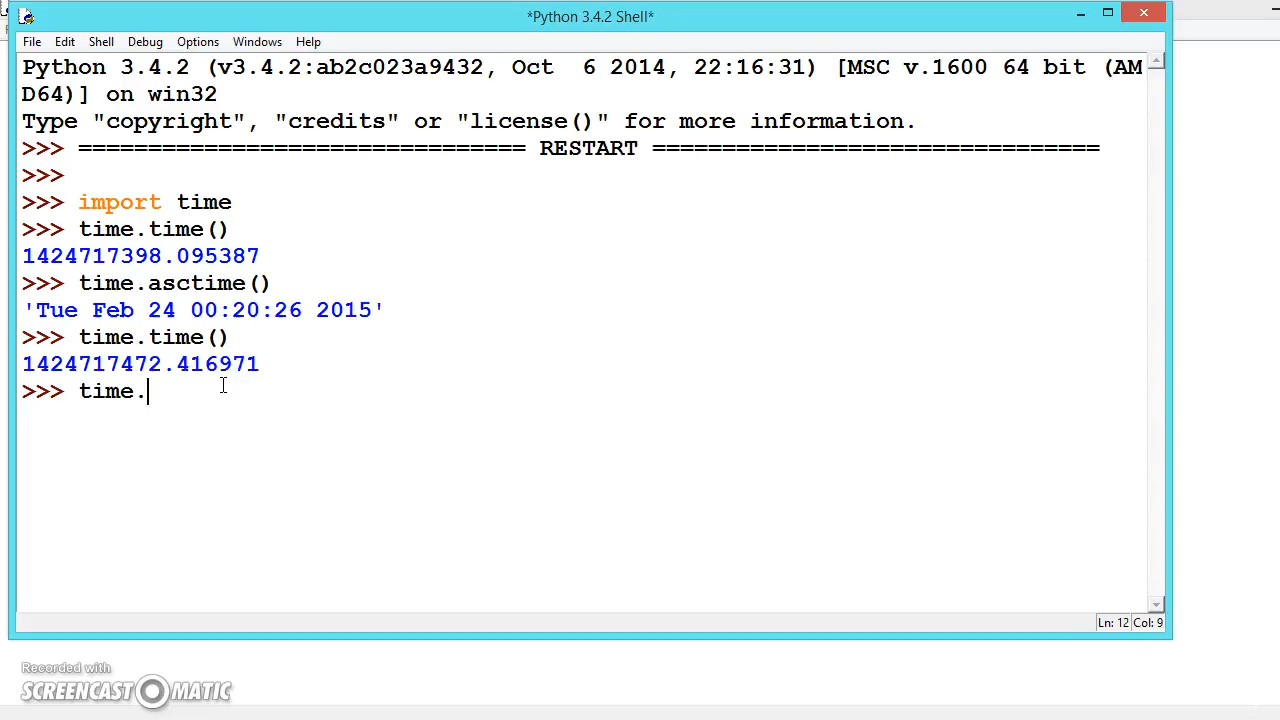 *Python 3.4.2 Shell*
File Edit Shell Debug Options Windows Help
Python 3.4.2 (v3.4.2:ab2c023a9432, Oct  6 2014, 22:16:31) [MSC v.1600 64 bit (AM
D64)] on win32
Type "copyright", "credits" or "license()" for more information.
>>> ================================ RESTART ================================
>>>
>>> import time
>>> time.time()
1424717398.095387
>>> time.asctime()
'Tue Feb 24 00:20:26 2015'
>>> time.time()
1424717472.416971
>>> time.
Ln: 12 Col: 9
Recorded with
SCREENCAST MATIC